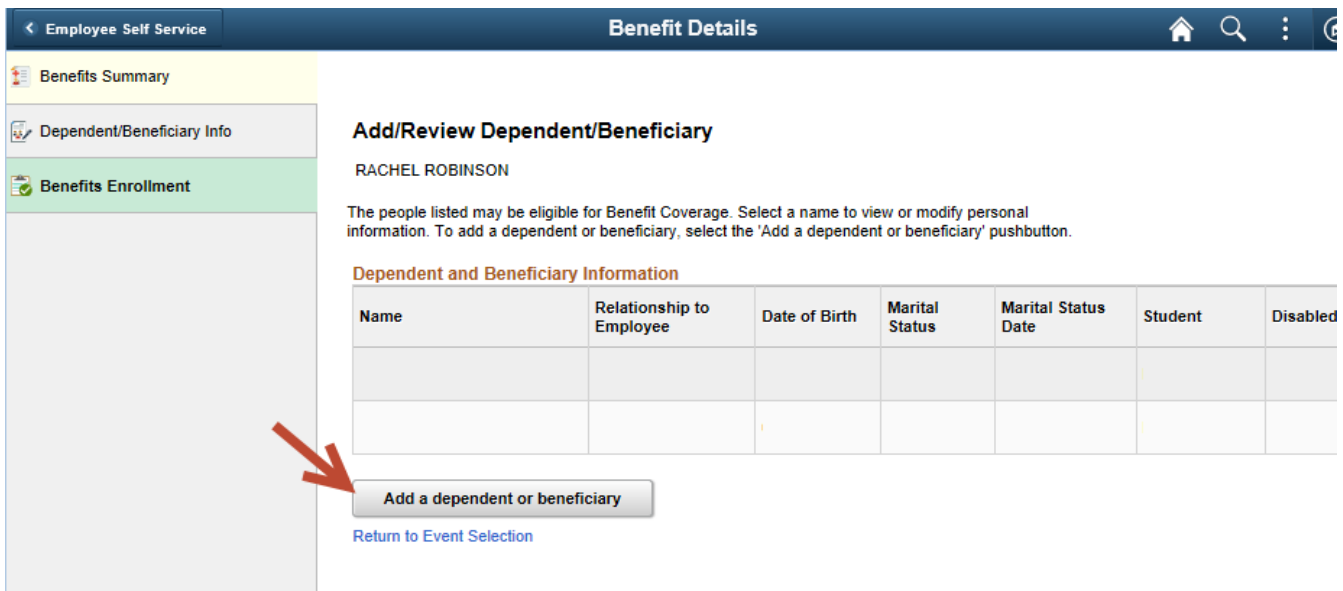 Employee Self Service
Benefit Details
Benefits Summary
Dependent/Beneficiary Info
Benefits Enrollment
Add/Review Dependent/Beneficiary
RACHEL ROBINSON
The people listed may be eligible for Benefit Coverage. Select a name to view or modify personal
information. To add a dependent or beneficiary, select the 'Add a dependent or beneficiary' pushbutton.
Dependent and Beneficiary Information
Name
Relationship to
Employee
Date of Birth
Marital
Status
Marital Status
Date
Student
Disabled
Add a dependent or beneficiary
Return to Event Selection